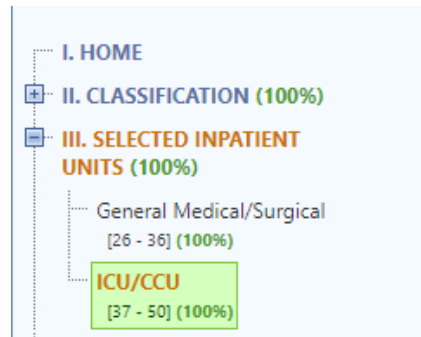 I. HOME
II. CLASSIFICATION (100%)
III. SELECTED INPATIENT
UNITS (100%)
General Medical/Surgical
[26 - 36] (100%)
ICU/CCU
[37 - 50] (100%)